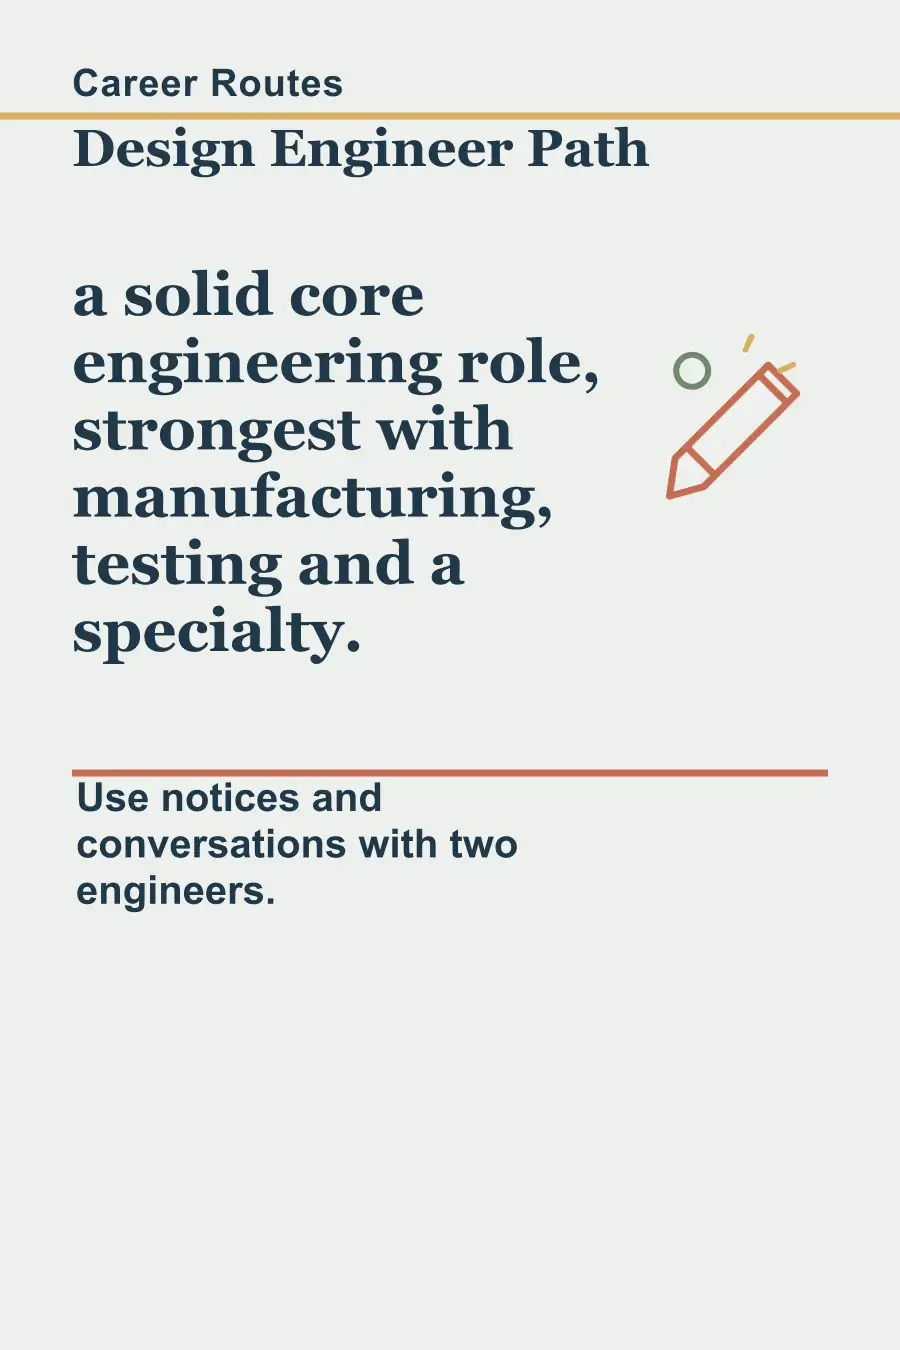 Career Routes
Design Engineer Path
a solid core
engineering role,
strongest with
manufacturing,
testing and a
specialty.
Use notices and
conversations with two
engineers.